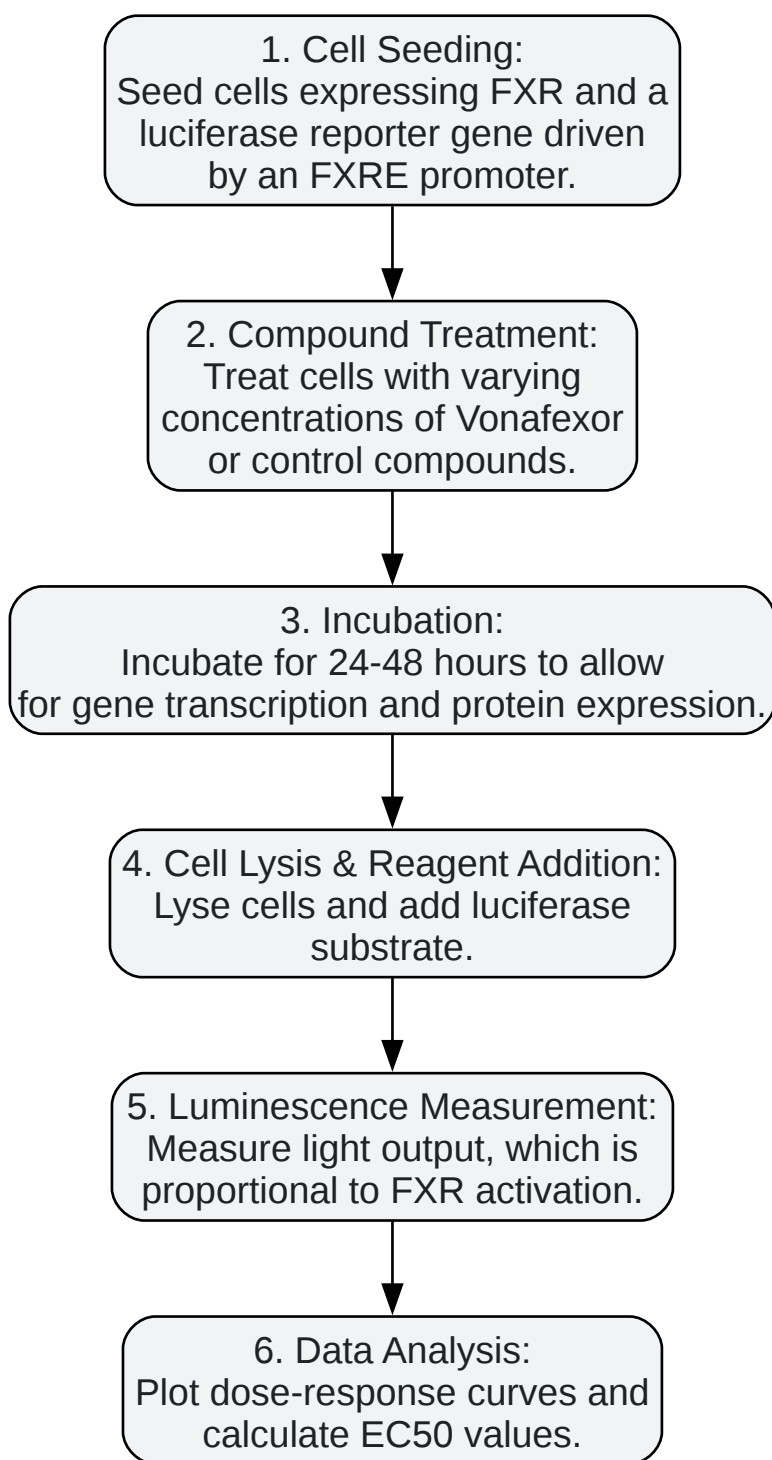 1. Cell Seeding:
Seed cells expressing FXR and a
luciferase reporter gene driven
by an FXRE promoter.
2. Compound Treatment:
Treat cells with varying
concentrations of Vonafexor
or control compounds.
3. Incubation:
Incubate for 24-48 hours to allow
for gene transcription and protein expression.
4. Cell Lysis & Reagent Addition:
Lyse cells and add luciferase
substrate.
5. Luminescence Measurement:
Measure light output, which is
proportional to FXR activation.
6. Data Analysis:
Plot dose-response curves and
calculate EC50 values.